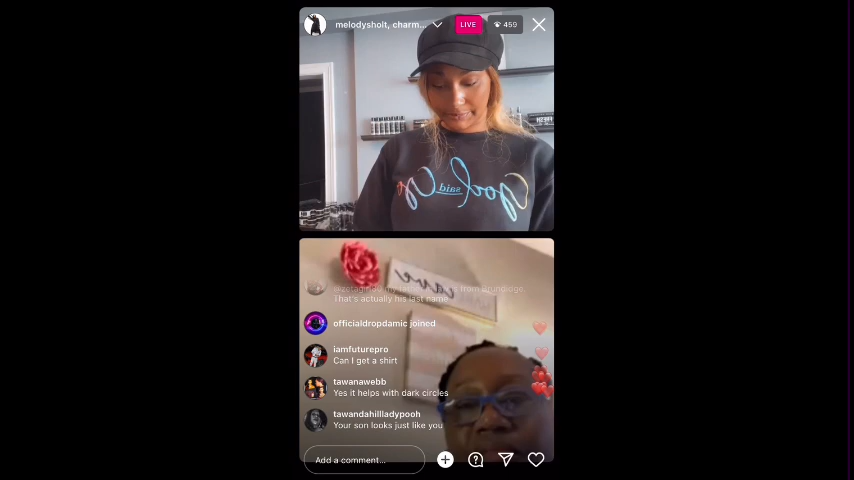 melodysholt, charm...
LIVE
459
God
said
That's actually his last name
officialdropdamic joined
iamfuturepro
Can I get a shirt
tawanawebb
Yes it helps with dark circles
tawandahillladypooh
Your son looks just like you
Add a comment...